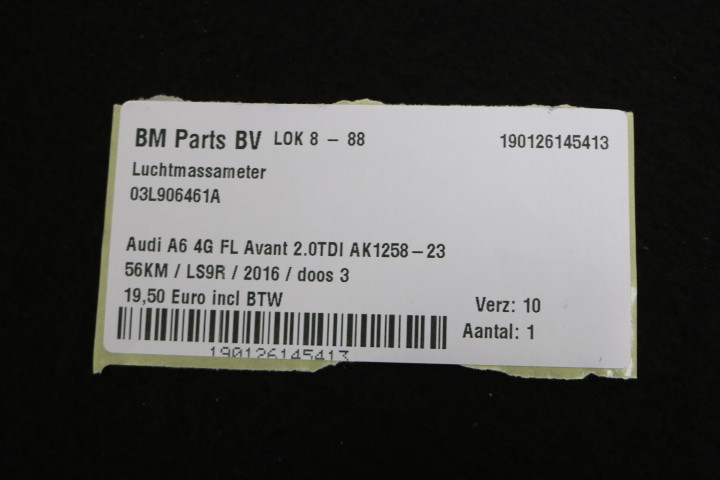 BM Parts BV LOK 8 - 88 190126145413
Luchtmassameter
03L906461A
Audi A6 4G FL Avant 2.0TDI AK1258-23
56KM / LS9R / 2016 / doos 3
19,50 Euro incl BTW
Verz: 10
Aantal: 1
190126145413